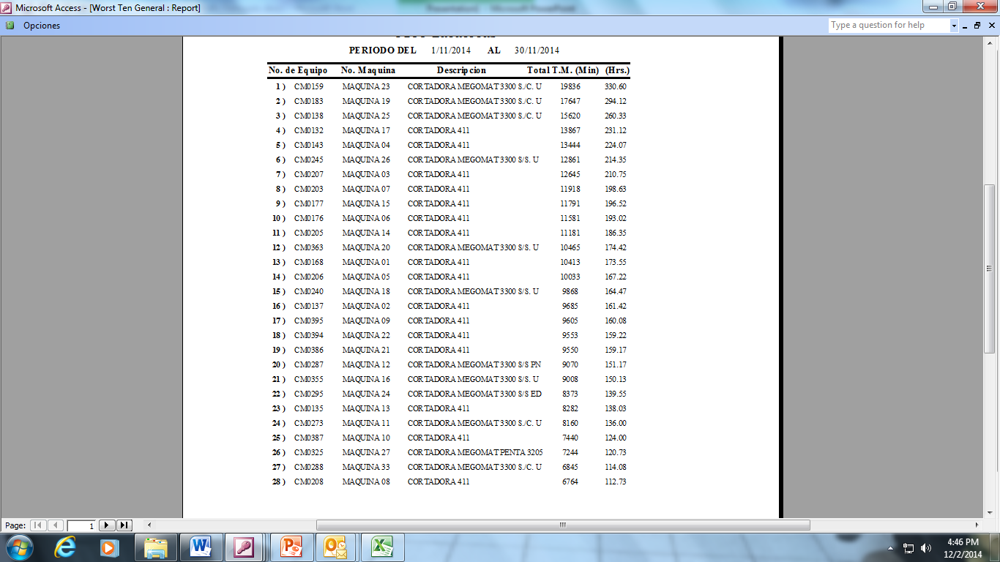 Microsoft Access - [Worst Ten General : Report]
Opciones
Type a question for help
PERIODO DEL 1/11/2014 AL 30/11/2014
No. de Equipo No. Maquina Descripcion Total T.M. (Min) (Hrs.)
1 ) CM0159 MAQUINA 23 CORTADORA MEGOMAT 3300 S./C. U 19836 330.60
2 ) CM0183 MAQUINA 19 CORTADORA MEGOMAT 3300 S./C. U 17647 294.12
3 ) CM0138 MAQUINA 25 CORTADORA MEGOMAT 3300 S./C. U 15620 260.33
4 ) CM0132 MAQUINA 17 CORTADORA 411 13867 231.12
5 ) CM0143 MAQUINA 04 CORTADORA 411 13444 224.07
6 ) CM0245 MAQUINA 26 CORTADORA MEGOMAT 3300 S/S. U 12861 214.35
7 ) CM0207 MAQUINA 03 CORTADORA 411 12645 210.75
8 ) CM0203 MAQUINA 07 CORTADORA 411 11918 198.63
9 ) CM0177 MAQUINA 15 CORTADORA 411 11791 196.52
10 ) CM0176 MAQUINA 06 CORTADORA 411 11581 193.02
11 ) CM0205 MAQUINA 14 CORTADORA 411 11181 186.35
12 ) CM0363 MAQUINA 20 CORTADORA MEGOMAT 3300 S/S. U 10465 174.42
13 ) CM0168 MAQUINA 01 CORTADORA 411 10413 173.55
14 ) CM0206 MAQUINA 05 CORTADORA 411 10033 167.22
15 ) CM0240 MAQUINA 18 CORTADORA MEGOMAT 3300 S/S. U 9868 164.47
16 ) CM0137 MAQUINA 02 CORTADORA 411 9685 161.42
17 ) CM0395 MAQUINA 09 CORTADORA 411 9605 160.08
18 ) CM0394 MAQUINA 22 CORTADORA 411 9553 159.22
19 ) CM0386 MAQUINA 21 CORTADORA 411 9550 159.17
20 ) CM0287 MAQUINA 12 CORTADORA MEGOMAT 3300 S/S PN 9070 151.17
21 ) CM0355 MAQUINA 16 CORTADORA MEGOMAT 3300 S/S. U 9008 150.13
22 ) CM0295 MAQUINA 24 CORTADORA MEGOMAT 3300 S/S ED 8373 139.55
23 ) CM0135 MAQUINA 13 CORTADORA 411 8282 138.03
24 ) CM0273 MAQUINA 11 CORTADORA MEGOMAT 3300 S./C. U 8160 136.00
25 ) CM0387 MAQUINA 10 CORTADORA 411 7440 124.00
26 ) CM0325 MAQUINA 27 CORTADORA MEGOMAT PENTA 3205 7244 120.73
27 ) CM0288 MAQUINA 33 CORTADORA MEGOMAT 3300 S./C. U 6845 114.08
28 ) CM0208 MAQUINA 08 CORTADORA 411 6764 112.73
Page: 1
4:46 PM
12/2/2014